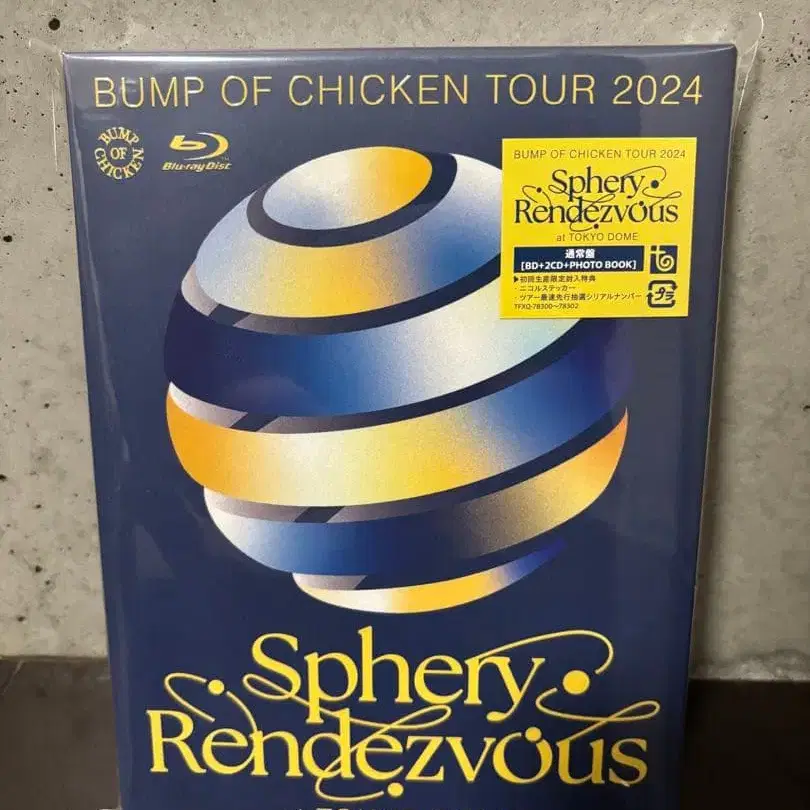 BUMP OF CHICKEN TOUR 2024
BUMP
OF
CHICKEN
Blu-ray Disc
BUMP OF CHICKEN TOUR 2024
Sphery
Rendezvous
at TOKYO DOME
通常盤
[BD+2CD+PHOTO BOOK]
▶初回生産限定封入特典
・ニコルステッカー
・ツアー最速先行抽選シリアルナンバー
TFXQ-78300~78302
プラ
Sphery
Rendezvous